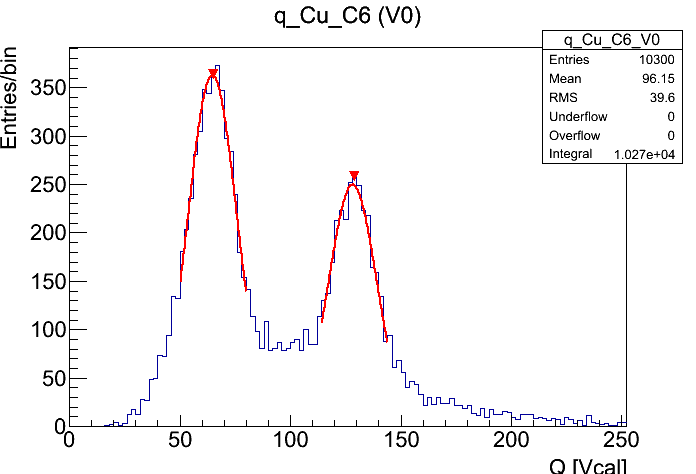 q_Cu_C6 (V0)
q_Cu_C6_V0
Entries 10300
Mean 96.15
RMS 39.6
Underflow 0
Overflow 0
Integral 1.027e+04
Entries/bin
350
300
250
200
150
100
50
0
0 50 100 150 200 250
Q [Vcal]